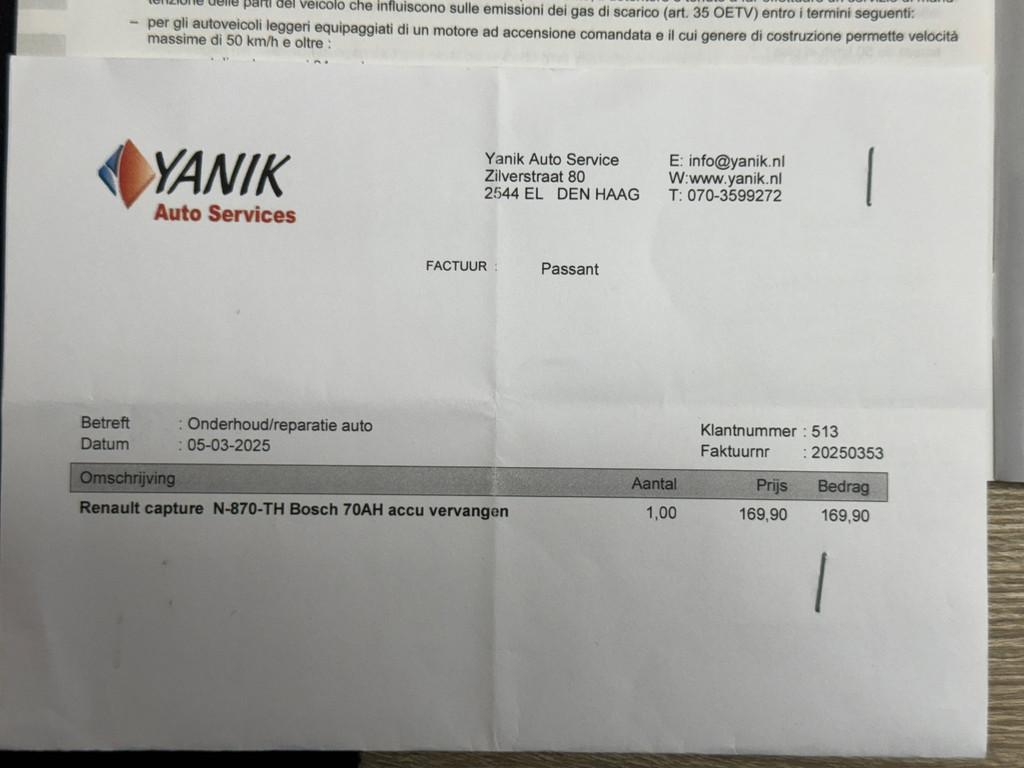 parti del veicolo che influiscono sulle emissioni dei gas di scarico (art. 35 OETV) entro i termini seguenti:
– per gli autoveicoli leggeri equipaggiati di un motore ad accensione comandata e il cui genere di costruzione permette velocità
massime di 50 km/h e oltre :
YANIK
Auto Services
Yanik Auto Service
Zilverstraat 80
2544 EL DEN HAAG
E: info@yanik.nl
W:www.yanik.nl
T: 070-3599272
FACTUUR : Passant
Betreft : Onderhoud/reparatie auto
Datum : 05-03-2025
Klantnummer : 513
Faktuurnr : 20250353
Omschrijving Aantal Prijs Bedrag
Renault capture N-870-TH Bosch 70AH accu vervangen 1,00 169,90 169,90